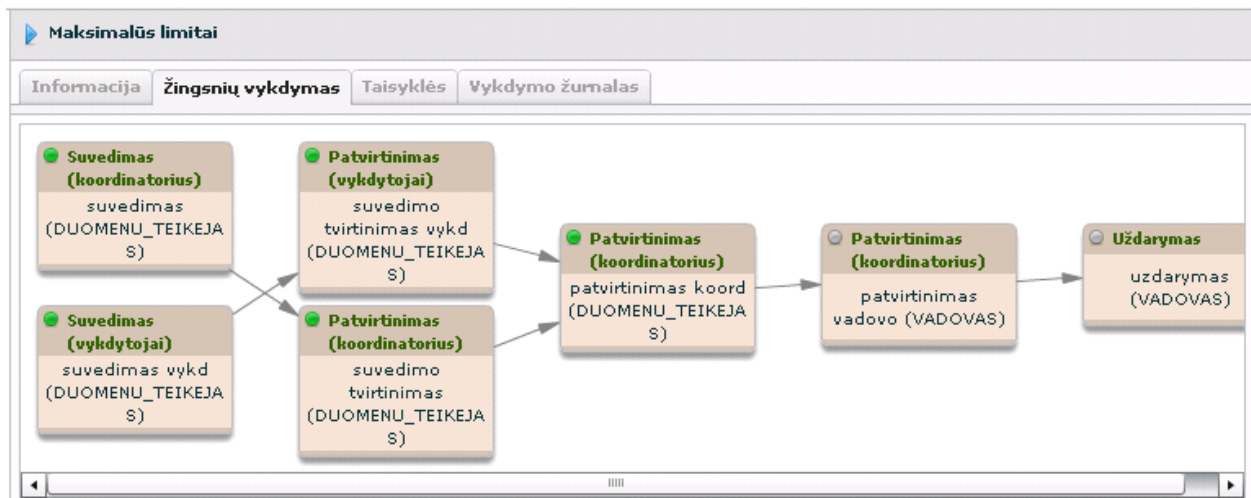 Maksimalūs limitai
Informacija
Žingsnių vykdymas
Taisyklės
Vykdymo žurnalas
Suvedimas
(koordinatorius)
suvedimas
(DUOMENU_TEIKEJA
S)
Suvedimas
(vykdytojai)
suvedimas vykd
(DUOMENU_TEIKEJA
S)
Patvirtinimas
(vykdytojai)
suvedimo
tvirtinimas vykd
(DUOMENU_TEIKEJA
S)
Patvirtinimas
(koordinatorius)
suvedimo
tvirtinimas
(DUOMENU_TEIKEJA
S)
Patvirtinimas
(koordinatorius)
patvirtinimas koord
(DUOMENU_TEIKEJA
S)
Patvirtinimas
(koordinatorius)
patvirtinimas
vadovo (VADOVAS)
Uždarymas
uzdarymas
(VADOVAS)